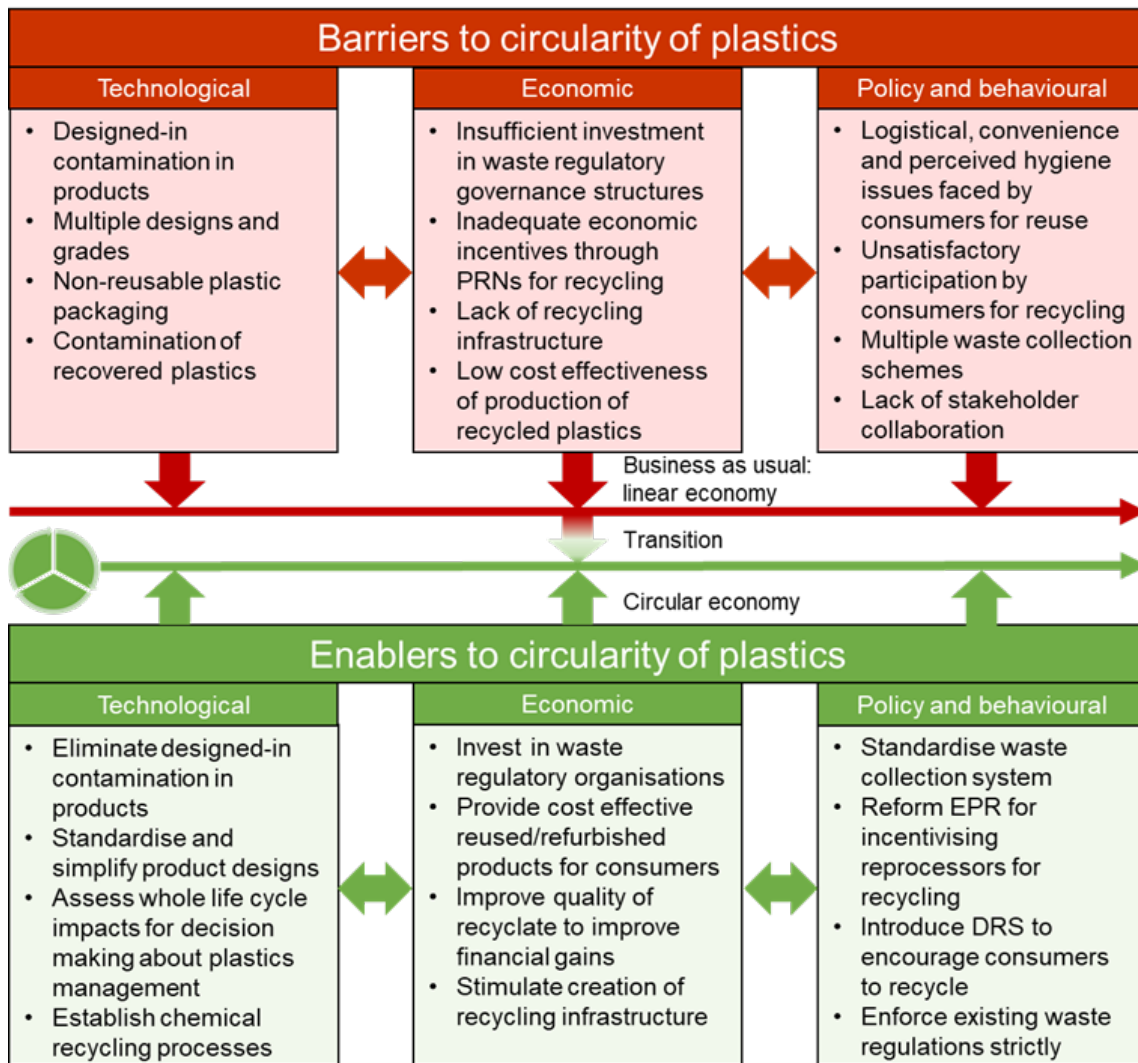 Barriers to circularity of plastics
Technological
• Designed-in
contamination in
products
• Multiple designs and
grades
• Non-reusable plastic
packaging
• Contamination of
recovered plastics
Economic
• Insufficient investment
in waste regulatory
governance structures
• Inadequate economic
incentives through
PRNs for recycling
• Lack of recycling
infrastructure
• Low cost effectiveness
of production of
recycled plastics
Policy and behavioural
• Logistical, convenience
and perceived hygiene
issues faced by
consumers for reuse
• Unsatisfactory
participation by
consumers for recycling
• Multiple waste collection
schemes
• Lack of stakeholder
collaboration
Business as usual:
linear economy
Transition
Circular economy
Enablers to circularity of plastics
Technological
• Eliminate designed-in
contamination in
products
• Standardise and
simplify product designs
• Assess whole life cycle
impacts for decision
making about plastics
management
• Establish chemical
recycling processes
Economic
• Invest in waste
regulatory organisations
• Provide cost effective
reused/refurbished
products for consumers
• Improve quality of
recyclate to improve
financial gains
• Stimulate creation of
recycling infrastructure
Policy and behavioural
• Standardise waste
collection system
• Reform EPR for
incentivising
reprocessors for
recycling
• Introduce DRS to
encourage consumers
to recycle
• Enforce existing waste
regulations strictly